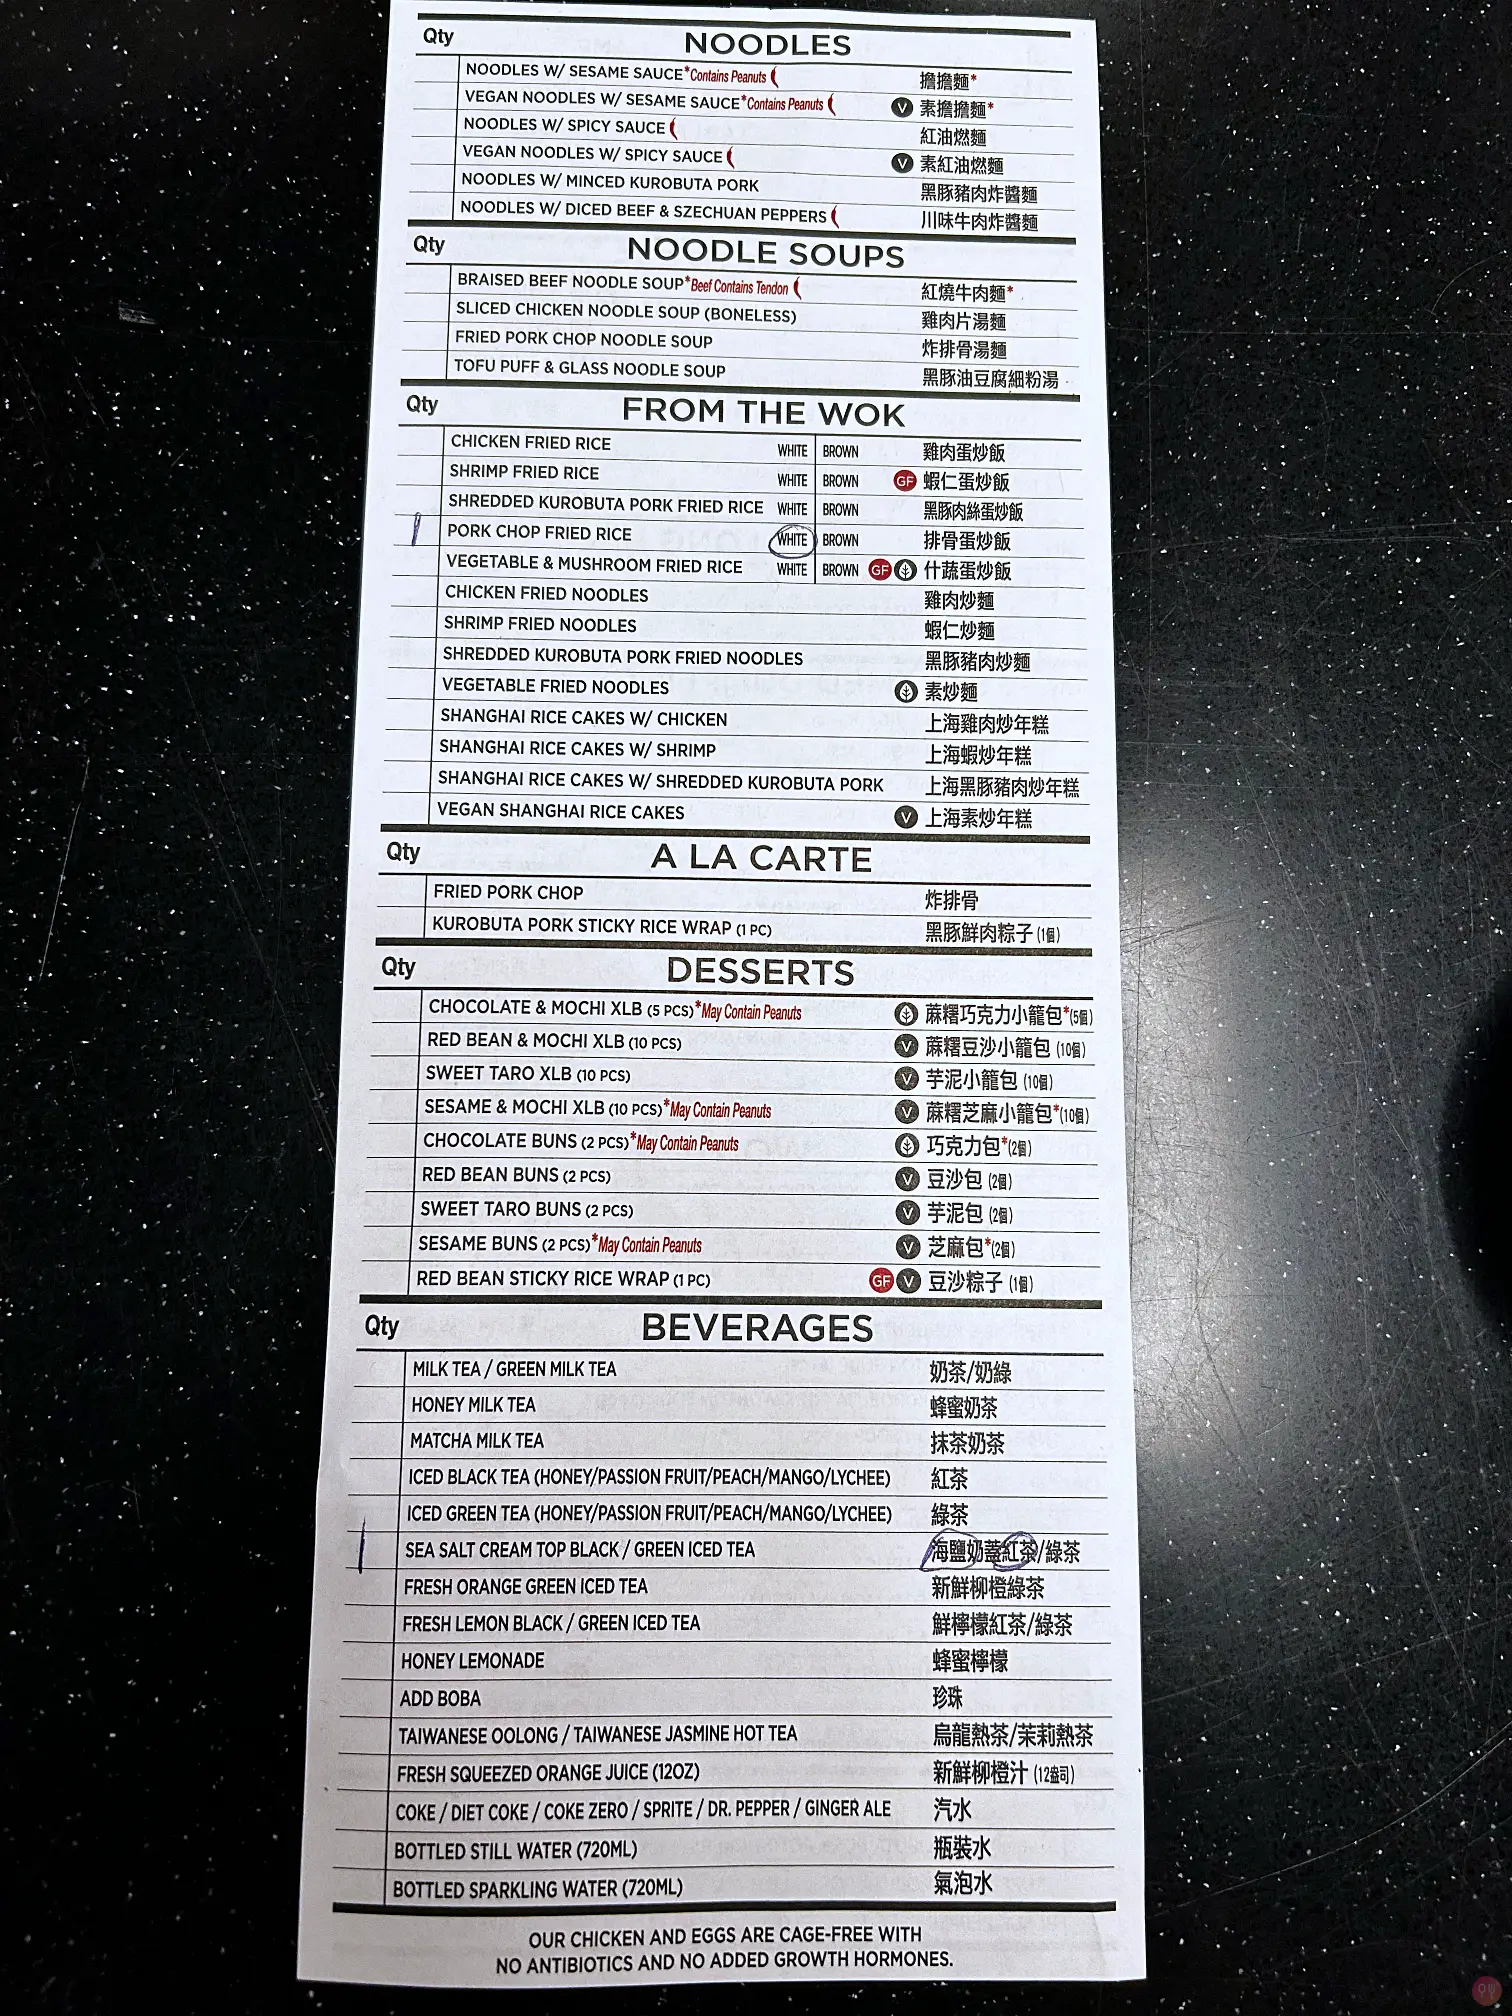 Qty NOODLES
NOODLES W/ SESAME SAUCE*Contains Peanuts 擔擔麵*
VEGAN NOODLES W/ SESAME SAUCE*Contains Peanuts V 素擔擔麵*
NOODLES W/ SPICY SAUCE 紅油燃麵
VEGAN NOODLES W/ SPICY SAUCE V 素紅油燃麵
NOODLES W/ MINCED KUROBUTA PORK 黑豚豬肉炸醬麵
NOODLES W/ DICED BEEF & SZECHUAN PEPPERS 川味牛肉炸醬麵
Qty NOODLE SOUPS
BRAISED BEEF NOODLE SOUP*Beef Contains Tendon 紅燒牛肉麵*
SLICED CHICKEN NOODLE SOUP (BONELESS) 雞肉片湯麵
FRIED PORK CHOP NOODLE SOUP 炸排骨湯麵
TOFU PUFF & GLASS NOODLE SOUP 黑豚油豆腐細粉湯
Qty FROM THE WOK
CHICKEN FRIED RICE WHITE BROWN 雞肉蛋炒飯
SHRIMP FRIED RICE WHITE BROWN GF 蝦仁蛋炒飯
SHREDDED KUROBUTA PORK FRIED RICE WHITE BROWN 黑豚肉絲蛋炒飯
1 PORK CHOP FRIED RICE WHITE BROWN 排骨蛋炒飯
VEGETABLE & MUSHROOM FRIED RICE WHITE BROWN GF 什蔬蛋炒飯
CHICKEN FRIED NOODLES 雞肉炒麵
SHRIMP FRIED NOODLES 蝦仁炒麵
SHREDDED KUROBUTA PORK FRIED NOODLES 黑豚豬肉炒麵
VEGETABLE FRIED NOODLES 素炒麵
SHANGHAI RICE CAKES W/ CHICKEN 上海雞肉炒年糕
SHANGHAI RICE CAKES W/ SHRIMP 上海蝦炒年糕
SHANGHAI RICE CAKES W/ SHREDDED KUROBUTA PORK 上海黑豚豬肉炒年糕
VEGAN SHANGHAI RICE CAKES V 上海素炒年糕
Qty A LA CARTE
FRIED PORK CHOP 炸排骨
KUROBUTA PORK STICKY RICE WRAP (1 PC) 黑豚鮮肉粽子 (1個)
Qty DESSERTS
CHOCOLATE & MOCHI XLB (5 PCS)*May Contain Peanuts 蔴糬巧克力小籠包*(5個)
RED BEAN & MOCHI XLB (10 PCS) V 蔴糬豆沙小籠包 (10個)
SWEET TARO XLB (10 PCS) V 芋泥小籠包 (10個)
SESAME & MOCHI XLB (10 PCS)*May Contain Peanuts V 蔴糬芝麻小籠包*(10個)
CHOCOLATE BUNS (2 PCS)*May Contain Peanuts 巧克力包*(2個)
RED BEAN BUNS (2 PCS) V 豆沙包 (2個)
SWEET TARO BUNS (2 PCS) V 芋泥包 (2個)
SESAME BUNS (2 PCS)*May Contain Peanuts V 芝麻包*(2個)
RED BEAN STICKY RICE WRAP (1 PC) GF V 豆沙粽子 (1個)
Qty BEVERAGES
MILK TEA / GREEN MILK TEA 奶茶/奶綠
HONEY MILK TEA 蜂蜜奶茶
MATCHA MILK TEA 抹茶奶茶
ICED BLACK TEA (HONEY/PASSION FRUIT/PEACH/MANGO/LYCHEE) 紅茶
ICED GREEN TEA (HONEY/PASSION FRUIT/PEACH/MANGO/LYCHEE) 綠茶
1 SEA SALT CREAM TOP BLACK / GREEN ICED TEA 海鹽奶蓋紅茶/綠茶
FRESH ORANGE GREEN ICED TEA 新鮮柳橙綠茶
FRESH LEMON BLACK / GREEN ICED TEA 鮮檸檬紅茶/綠茶
HONEY LEMONADE 蜂蜜檸檬
ADD BOBA 珍珠
TAIWANESE OOLONG / TAIWANESE JASMINE HOT TEA 烏龍熱茶/茉莉熱茶
FRESH SQUEEZED ORANGE JUICE (12OZ) 新鮮柳橙汁 (12盎司)
COKE / DIET COKE / COKE ZERO / SPRITE / DR. PEPPER / GINGER ALE 汽水
BOTTLED STILL WATER (720ML) 瓶裝水
BOTTLED SPARKLING WATER (720ML) 氣泡水
OUR CHICKEN AND EGGS ARE CAGE-FREE WITH
NO ANTIBIOTICS AND NO ADDED GROWTH HORMONES.